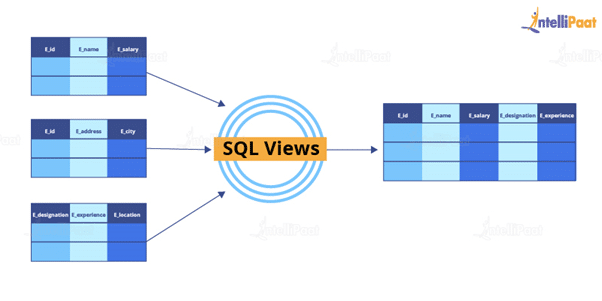 intelliPaat
E_id E_name E_salary
E_id E_address E_city
E_designation E_experience E_location
SQL Views
E_id E_name E_salary E_designation E_experience